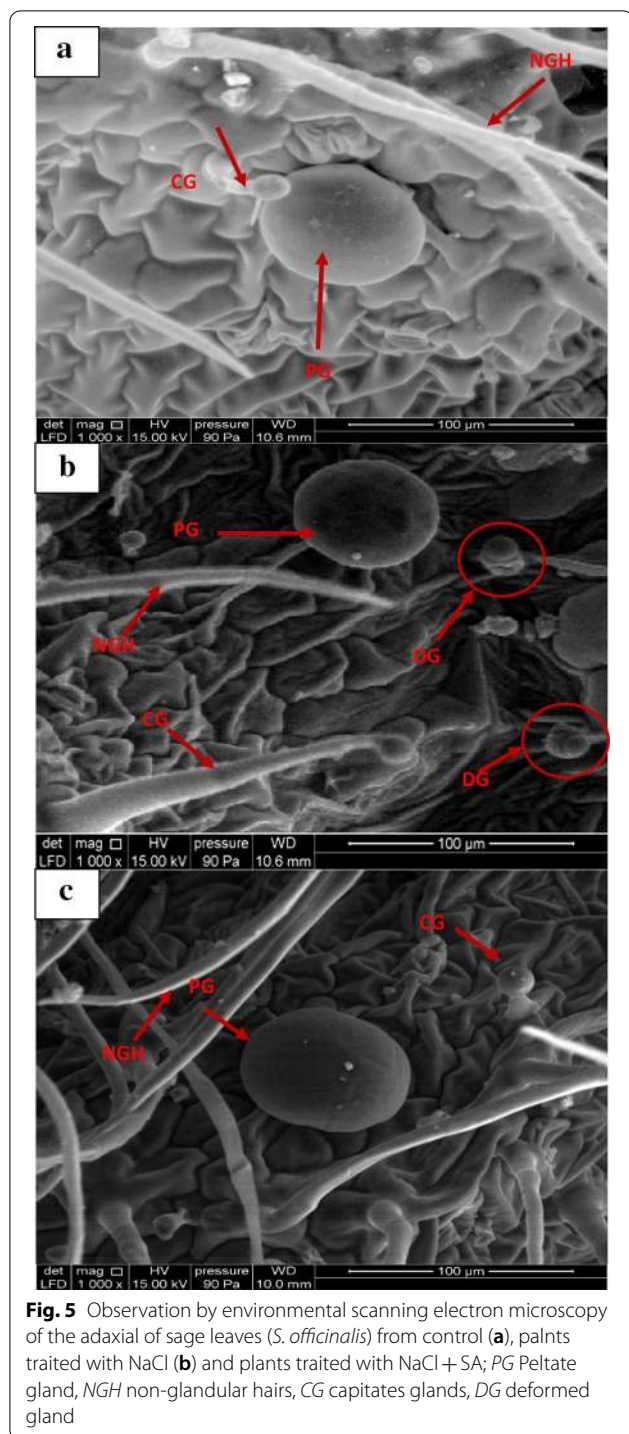 a
NGH
CG
PG
det mag □ HV pressure WD 100 µm
LFD 1 000 x 15.00 kV 90 Pa 10.6 mm
b
PG
NGH
DG
CG
DG
det mag □ HV pressure WD 100 µm
LFD 1 000 x 15.00 kV 90 Pa 10.6 mm
c
CG
PG
NGH
det mag □ HV pressure WD 100 µm
LFD 1 000 x 15.00 kV 90 Pa 10.0 mm
Fig. 5 Observation by environmental scanning electron microscopy
of the adaxial of sage leaves (S. officinalis) from control (a), palnts
traited with NaCl (b) and plants traited with NaCl + SA; PG Peltate
gland, NGH non-glandular hairs, CG capitates glands, DG deformed
gland